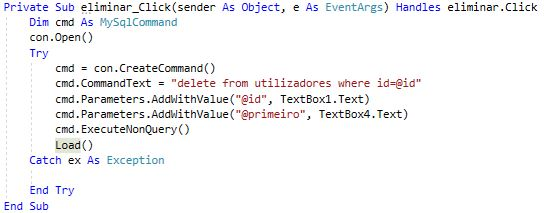 Private Sub eliminar_Click(sender As Object, e As EventArgs) Handles eliminar.Click
Dim cmd As MySqlCommand
con.Open()
Try
cmd = con.CreateCommand()
cmd.CommandText = "delete from utilizadores where id=@id"
cmd.Parameters.AddWithValue("@id", TextBox1.Text)
cmd.Parameters.AddWithValue("@primeiro", TextBox4.Text)
cmd.ExecuteNonQuery()
Load()
Catch ex As Exception
End Try
End Sub